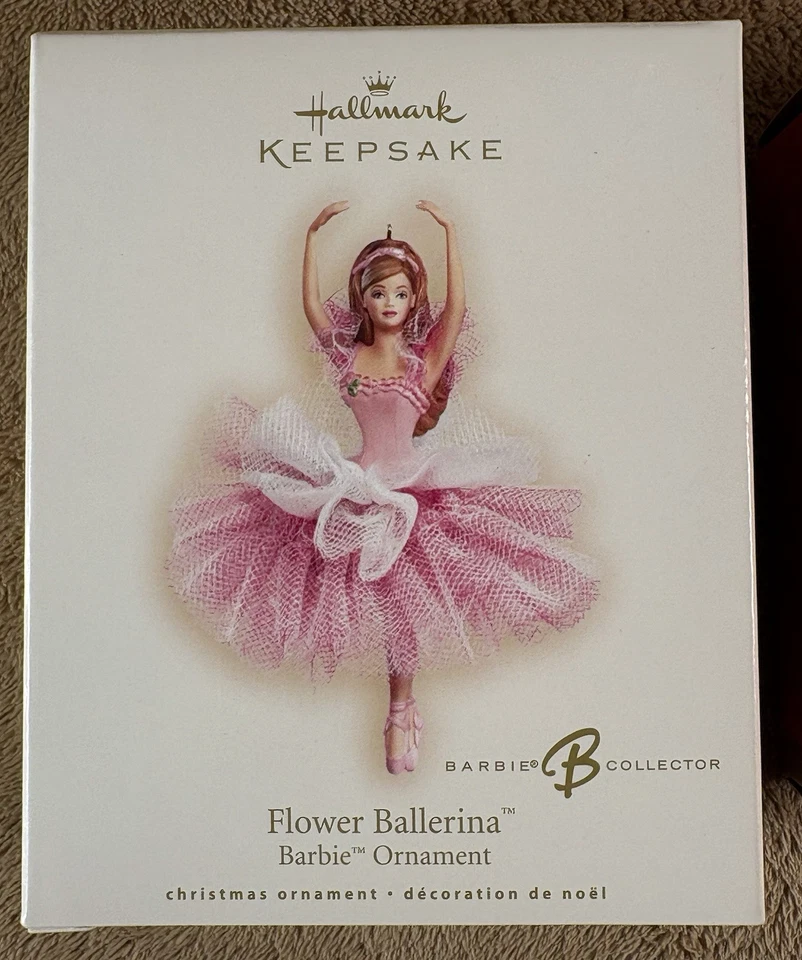 Hallmark
KEEPSAKE
BARBIE® B COLLECTOR
Flower Ballerina™
Barbie™ Ornament
christmas ornament • décoration de noël